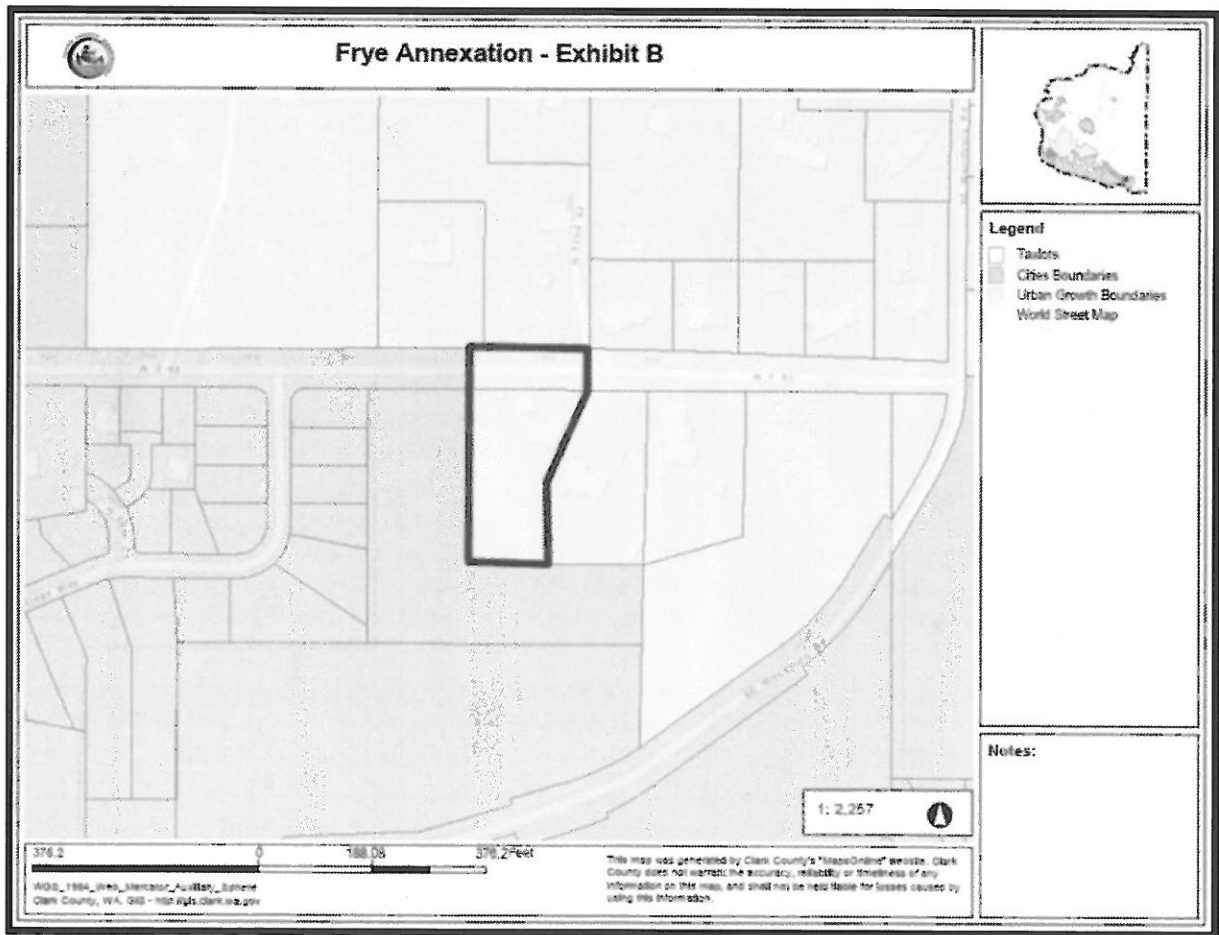 Frye Annexation - Exhibit B
Legend
Taxlots
Cities Boundaries
Urban Growth Boundaries
World Street Map
Notes:
1: 2,257
376.2
0
188.08
376.2 Feet
WGS_1984_Web_Mercator_Auxiliary_Sphere
Clark County, WA. GIS - http://gis.clark.wa.gov
This map was generated by Clark County's "MapsOnline" website. Clark
County does not warrant the accuracy, reliability or timeliness of any
information on this map, and shall not be held liable for losses caused by
using this information.